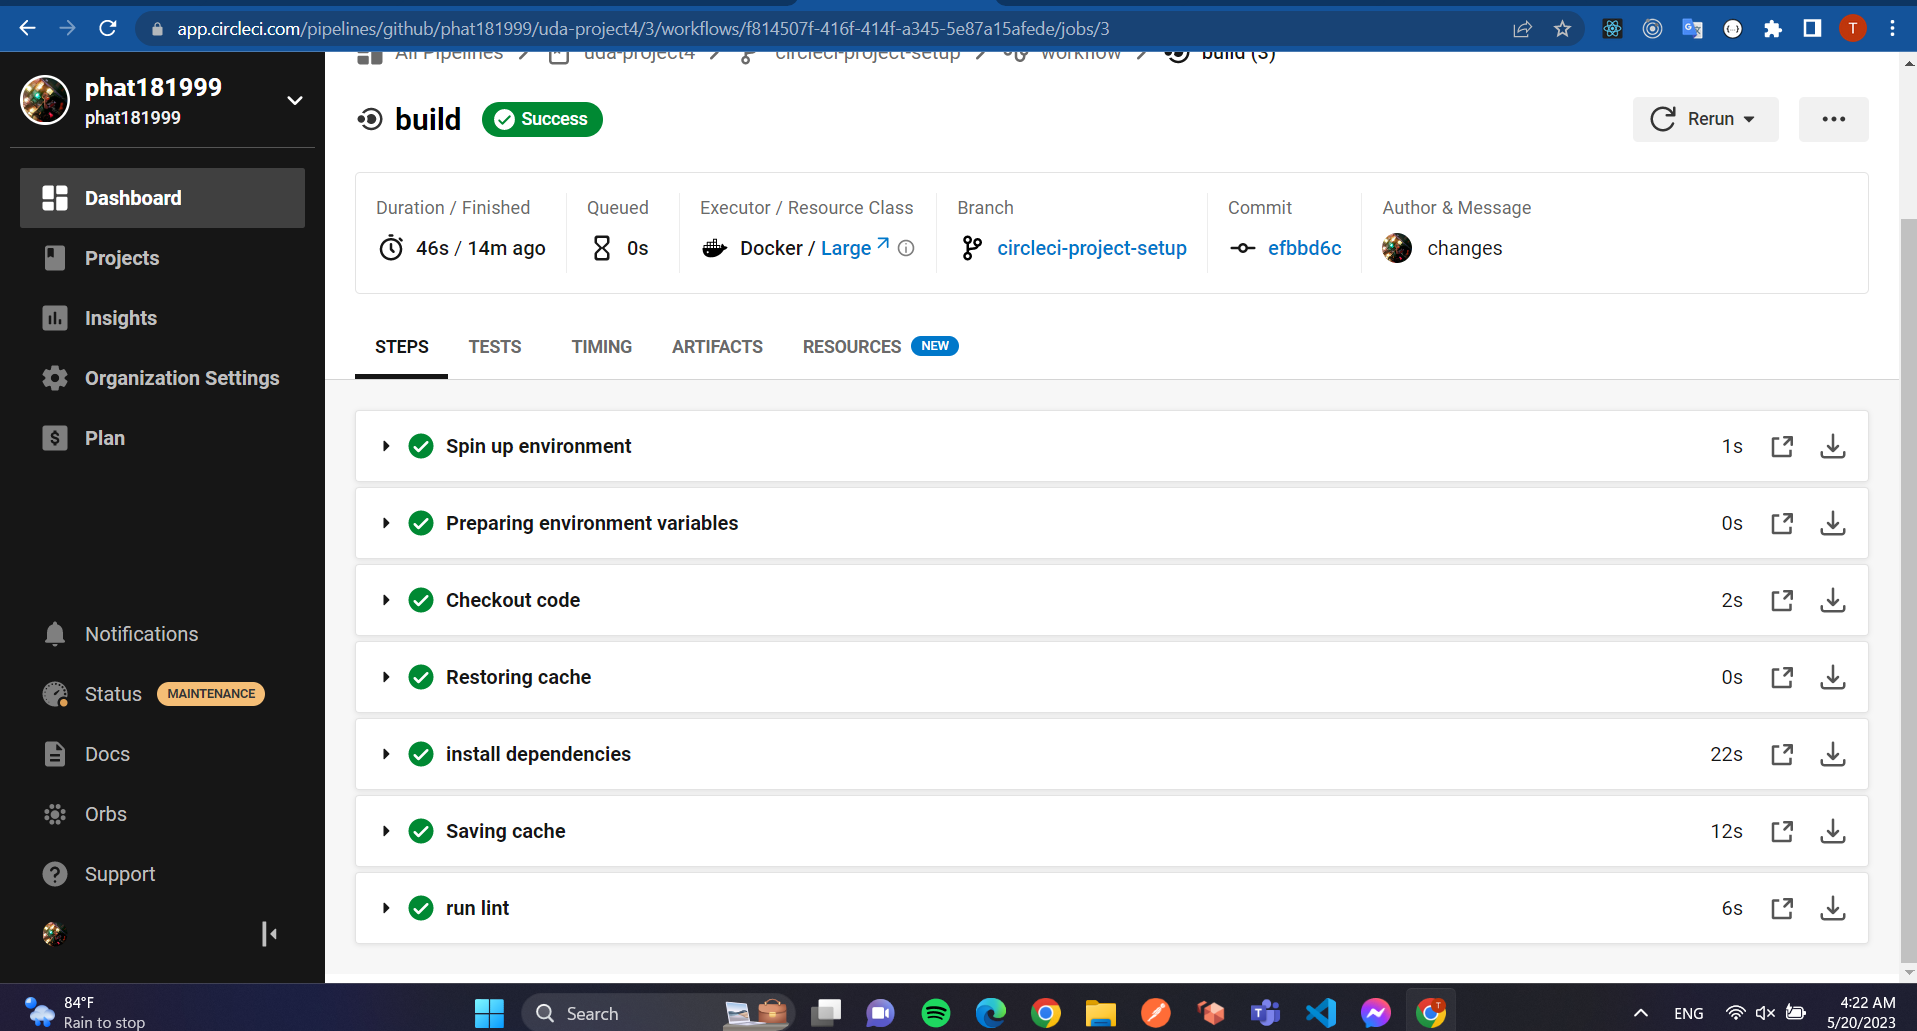 app.circleci.com/pipelines/github/phat181999/uda-project4/3/workflows/f814507f-416f-414f-a345-5e87a15afede/jobs/3
T
phat181999
phat181999
Dashboard
Projects
Insights
Organization Settings
Plan
Notifications
Status MAINTENANCE
Docs
Orbs
Support
All Pipelines
uda-project4
circleci-project-setup
workflow
build (3)
build Success
Rerun
Duration / Finished
46s / 14m ago
Queued
0s
Executor / Resource Class
Docker / Large
Branch
circleci-project-setup
Commit
efbbd6c
Author & Message
changes
STEPS TESTS TIMING ARTIFACTS RESOURCES NEW
Spin up environment 1s
Preparing environment variables 0s
Checkout code 2s
Restoring cache 0s
install dependencies 22s
Saving cache 12s
run lint 6s
84°F
Rain to stop
Search
ENG
4:22 AM
5/20/2023